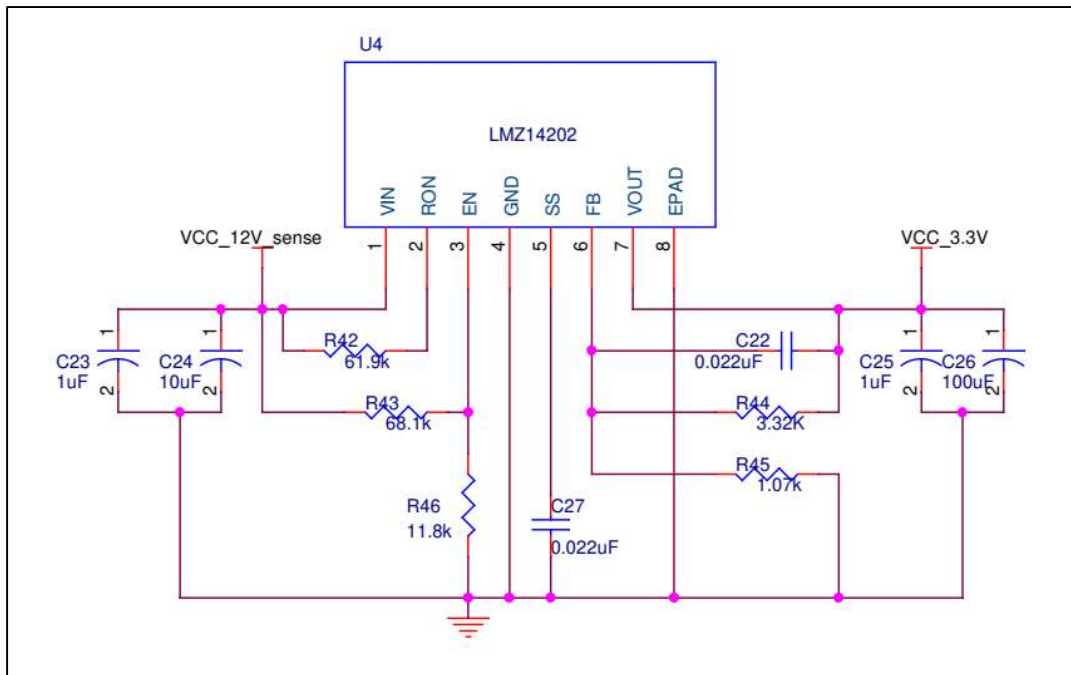 U4
LMZ14202
VIN
RON
EN
GND
SS
FB
VOUT
EPAD
1
2
3
4
5
6
7
8
VCC_12V_sense
VCC_3.3V
1
1
1
1
C23
1uF
C24
10uF
R42
61.9k
C22
0.022uF
C25
1uF
C26
100uF
2
2
2
2
R43
68.1k
R44
3.32K
R45
1.07k
R46
11.8k
C27
0.022uF